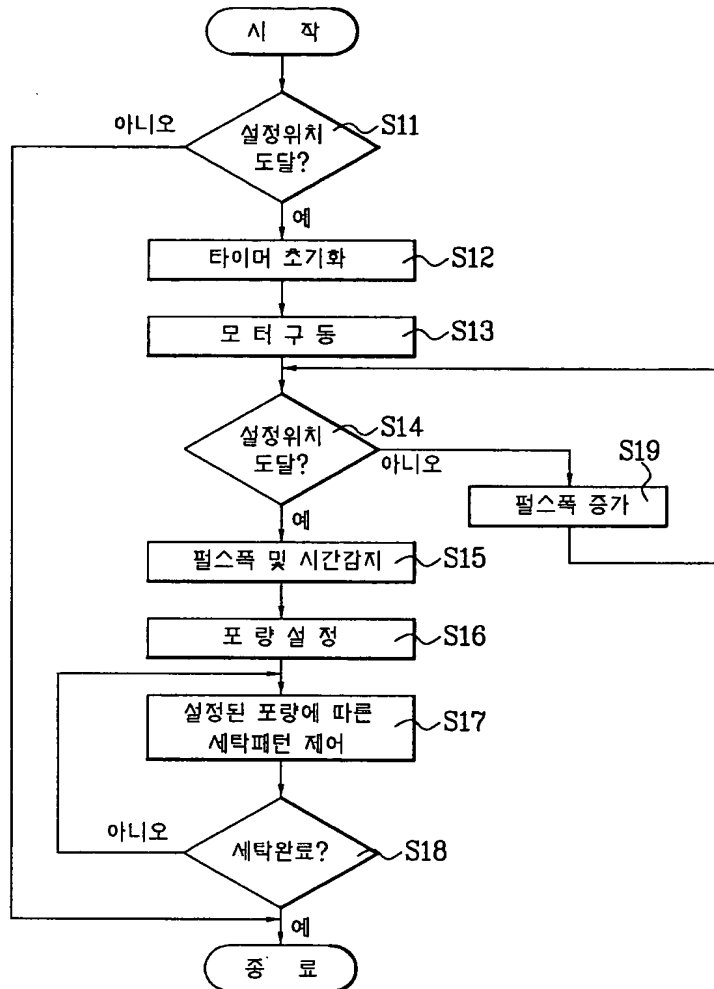 시 작
아니오
설정위치
도달?
S11
예
타이머 초기화
S12
모 터 구 동
S13
설정위치
도달?
S14
아니오
S19
펄스폭 증가
예
펄스폭 및 시간감지
S15
포 량 설 정
S16
설정된 포량에 따른
세탁패턴 제어
S17
아니오
세탁완료?
S18
예
종 료